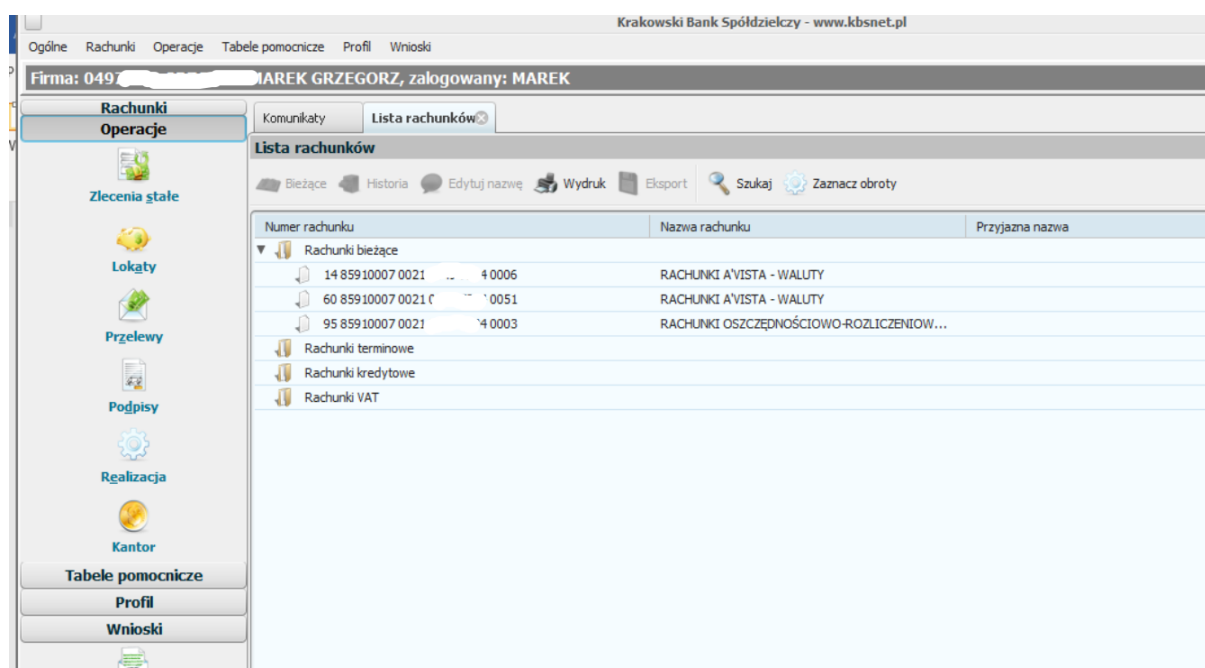 Krakowski Bank Spółdzielczy - www.kbsnet.pl
Ogólne Rachunki Operacje Tabele pomocnicze Profil Wnioski
Firma: 049 MAREK GRZEGORZ, zalogowany: MAREK
Rachunki
Operacje
Zlecenia stałe
Lokaty
Przelewy
Podpisy
Realizacja
Kantor
Tabele pomocnicze
Profil
Wnioski
Komunikaty Lista rachunków
Lista rachunków
Bieżące Historia Edytuj nazwę Wydruk Eksport Szukaj Zaznacz obroty
Numer rachunku Nazwa rachunku Przyjazna nazwa
Rachunki bieżące
14 85910007 0021 4 0006 RACHUNKI A'VISTA - WALUTY
60 85910007 0021 0051 RACHUNKI A'VISTA - WALUTY
95 85910007 0021 4 0003 RACHUNKI OSZCZĘDNOŚCIOWO-ROZLICZENIOW...
Rachunki terminowe
Rachunki kredytowe
Rachunki VAT